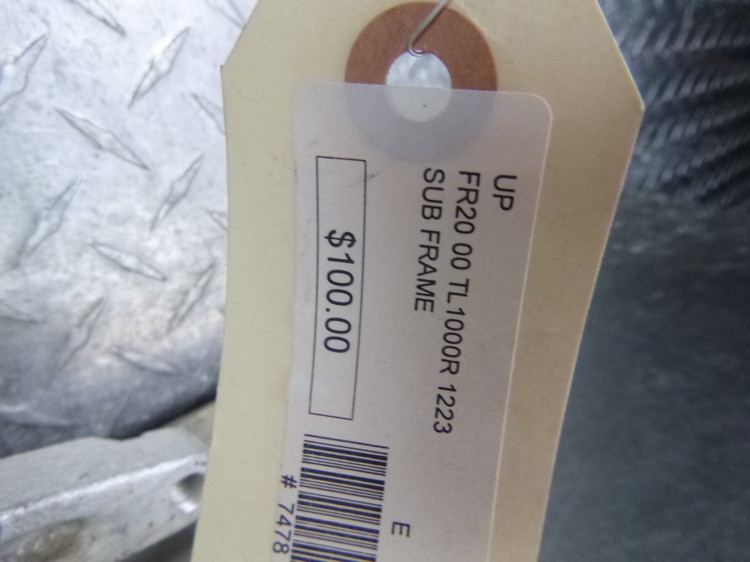 UP
FR20 00 TL1000R 1223
SUB FRAME
$100.00
E
# 7478